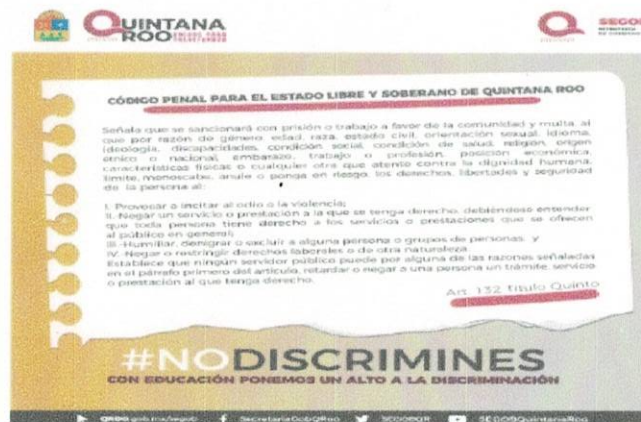 QUINTANA
ROO
SEGOB
CÓDIGO PENAL PARA EL ESTADO LIBRE Y SOBERANO DE QUINTANA ROO
Señala que se sancionará con prisión o trabajo a favor de la comunidad y multa, al
que por razón de género, edad, raza, estado civil, orientación sexual, idioma,
ideología, discapacidades, condición social, condición de salud, religión, origen
étnico o nacional, embarazo, trabajo o profesión, posición económica,
características físicas o cualquier otra que atente contra la dignidad humana,
limite, menoscabe, anule o ponga en riesgo, los derechos, libertades y seguridad
de la persona al:
I. Provocar a incitar al odio o la violencia;
II. Negar un servicio o prestación a la que se tenga derecho, debiéndose entender
que toda persona tiene derecho a los servicios o prestaciones que se ofrecen
al público en general;
III.-Humillar, denigrar o excluir a alguna persona o grupos de personas, y
IV. Negar o restringir derechos laborales o de otra naturaleza.
Establece que ningún servidor público puede por alguna de las razones señaladas
en el párrafo primero del artículo, retardar o negar a una persona un trámite, servicio
o prestación al que tenga derecho.
Art. 132 Titulo Quinto
#NODISCRIMINES
CON EDUCACIÓN PONEMOS UN ALTO A LA DISCRIMINACIÓN
QROO.gob.mx/segob SecretariaGobQRoo SEGOBQR SEGOBQuintanaRoo